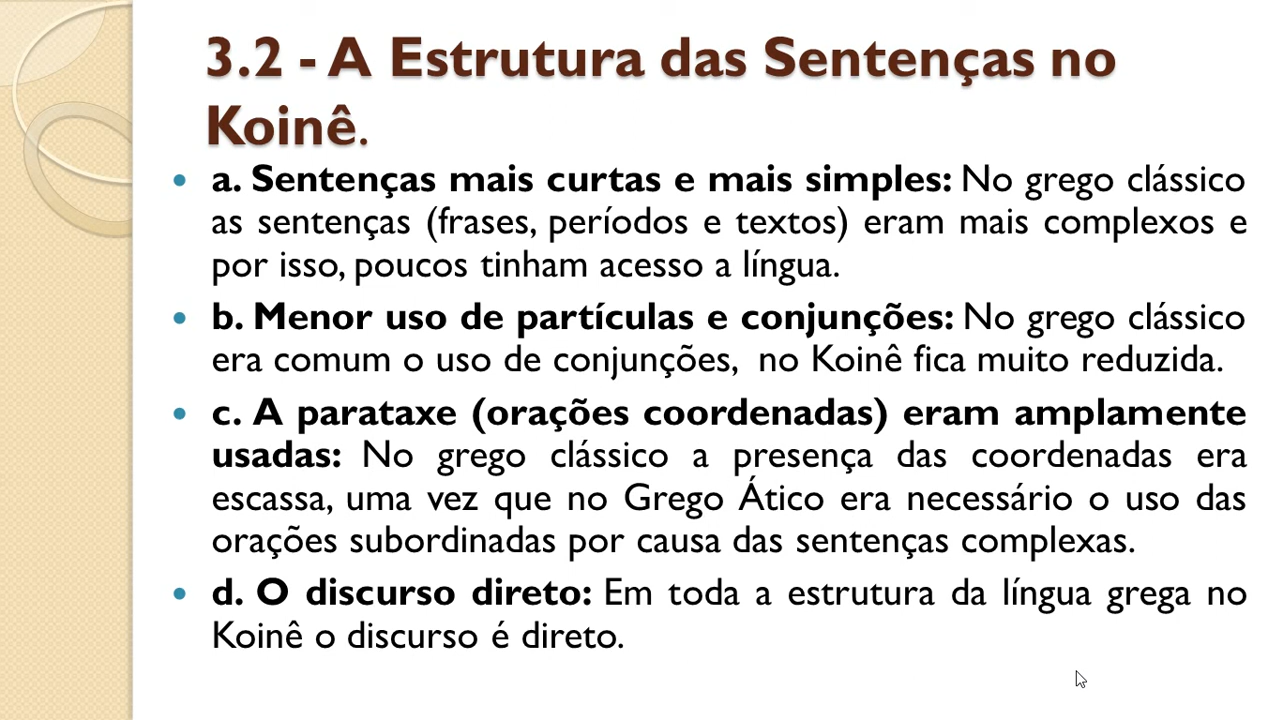 3.2 - A Estrutura das Sentenças no
Koinê.
• a. Sentenças mais curtas e mais simples: No grego clássico
as sentenças (frases, períodos e textos) eram mais complexos e
por isso, poucos tinham acesso a língua.
• b. Menor uso de partículas e conjunções: No grego clássico
era comum o uso de conjunções, no Koinê fica muito reduzida.
• c. A parataxe (orações coordenadas) eram amplamente
usadas: No grego clássico a presença das coordenadas era
escassa, uma vez que no Grego Ático era necessário o uso das
orações subordinadas por causa das sentenças complexas.
• d. O discurso direto: Em toda a estrutura da língua grega no
Koinê o discurso é direto.